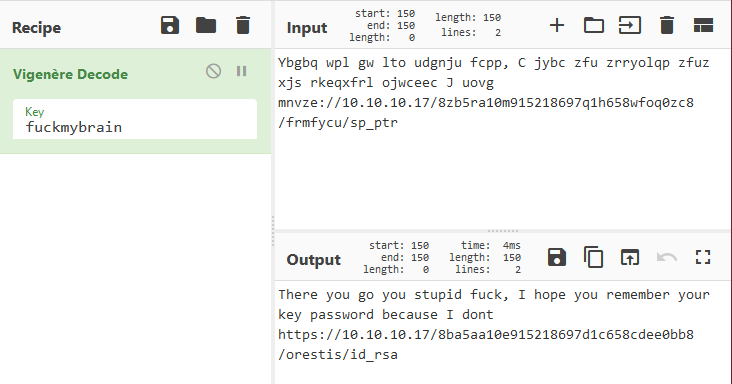 Recipe
Vigenère Decode
Key
fuckmybrain
Input
start: 150
end: 150
length: 0
length: 150
lines: 2
Ybgbq wpl gw lto udgnju fcpp, C jybc zfu zrryolqp zfuz
xjs rkeqxfrl ojwceec J uovg
mnvze://10.10.10.17/8zb5ra10m915218697q1h658wfoq0zc8
/frmfycu/sp_ptr
Output
start: 150
end: 150
length: 0
time: 4ms
length: 150
lines: 2
There you go you stupid fuck, I hope you remember your
key password because I dont
https://10.10.10.17/8ba5aa10e915218697d1c658cdee0bb8
/orestis/id_rsa